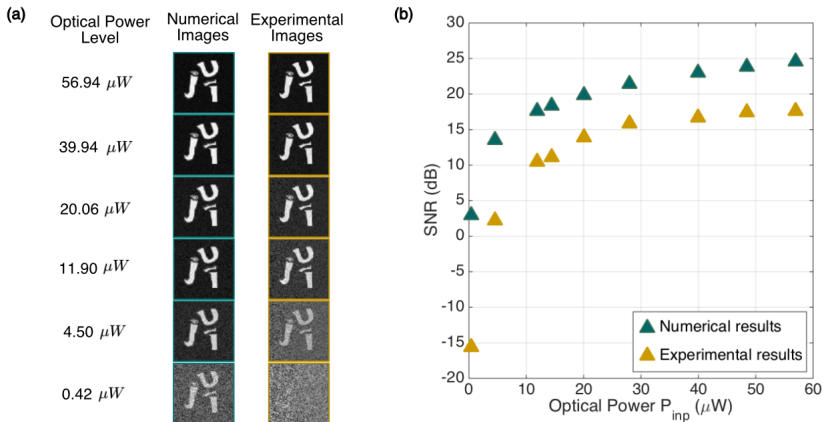 (a)
Optical Power
Level
Numerical
Images
Experimental
Images
56.94 μW
39.94 μW
20.06 μW
11.90 μW
4.50 μW
0.42 μW
(b)
SNR (dB)
30
25
20
15
10
5
0
-5
-10
-15
-20
0 10 20 30 40 50 60
Optical Power P_inp (μW)
Numerical results
Experimental results